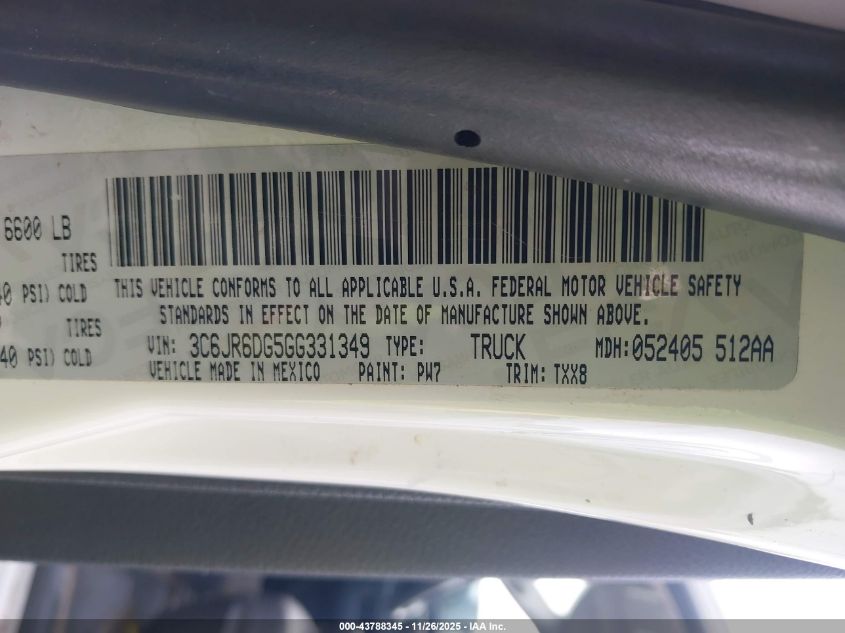 6600 LB
TIRES
40 PSI) COLD
TIRES
40 PSI) COLD
THIS VEHICLE CONFORMS TO ALL APPLICABLE U.S.A. FEDERAL MOTOR VEHICLE SAFETY
STANDARDS IN EFFECT ON THE DATE OF MANUFACTURE SHOWN ABOVE.
VIN: 3C6JR6DG5GG331349 TYPE: TRUCK MDH: 052405 512AA
VEHICLE MADE IN MEXICO PAINT: PW7 TRIM: TXX8
000-43788345 - 11/26/2025 - IAA Inc.